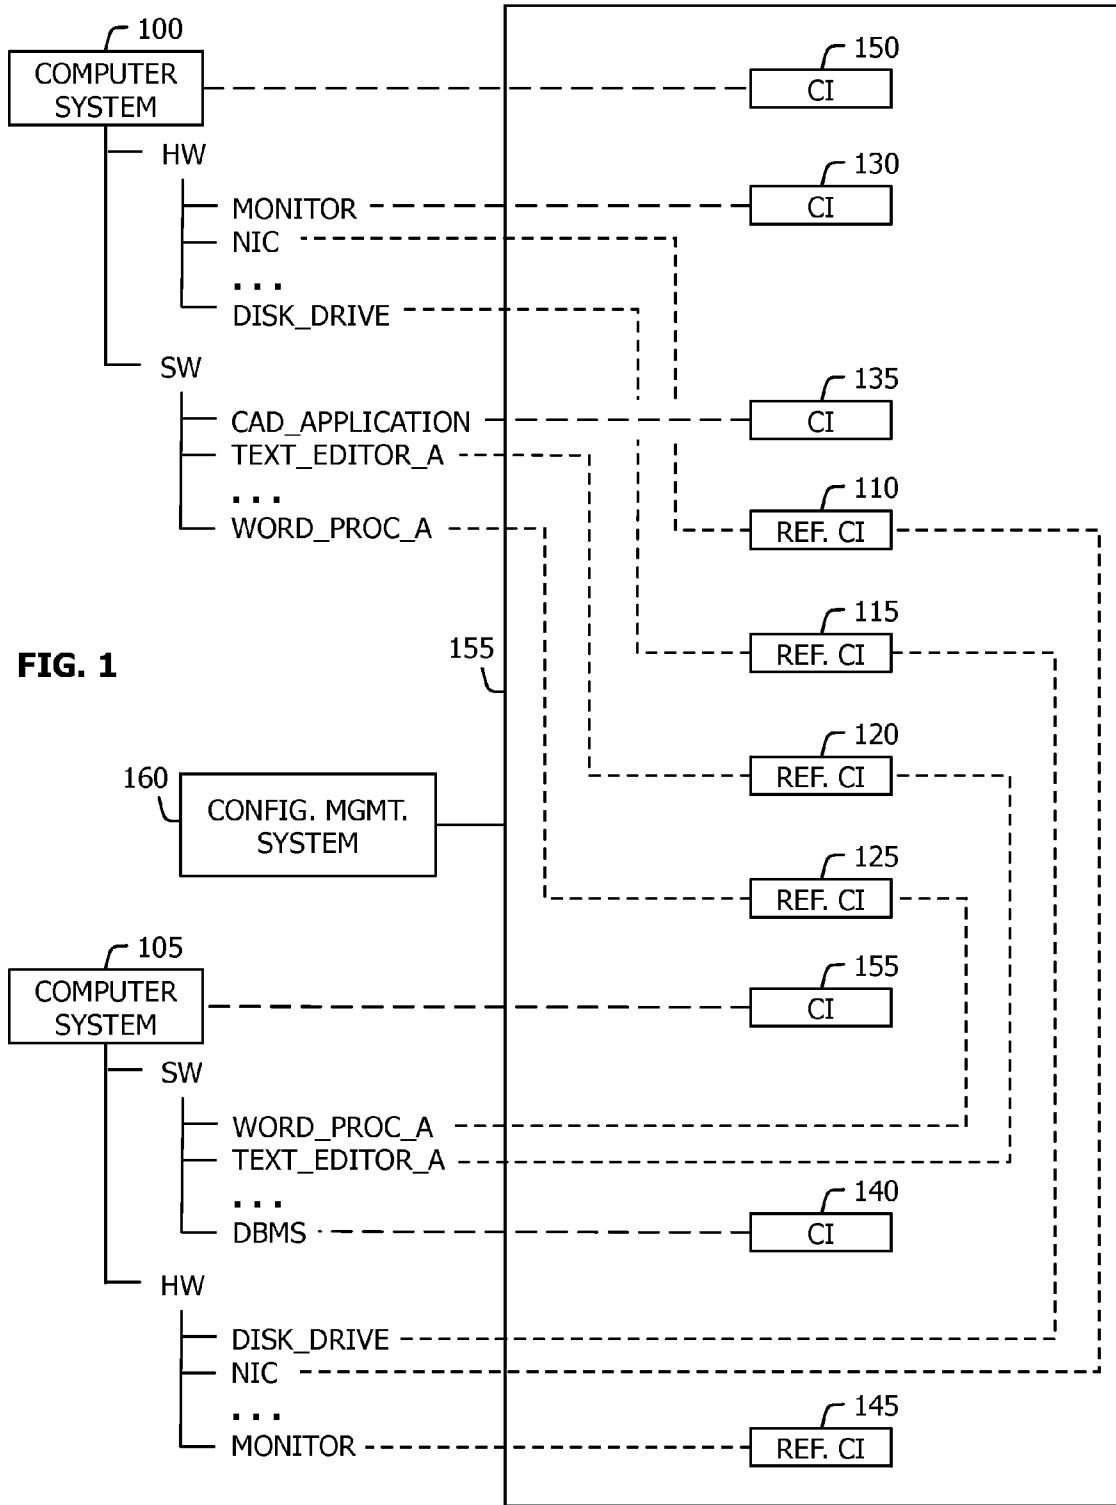 100
COMPUTER
SYSTEM
150
CI
HW
130
MONITOR
CI
NIC
...
DISK_DRIVE
SW
135
CAD_APPLICATION
CI
TEXT_EDITOR_A
...
110
WORD_PROC_A
REF. CI
115
REF. CI
FIG. 1
155
120
REF. CI
160
CONFIG. MGMT.
SYSTEM
125
REF. CI
105
COMPUTER
SYSTEM
155
CI
SW
WORD_PROC_A
TEXT_EDITOR_A
...
140
DBMS
CI
HW
DISK_DRIVE
NIC
...
145
MONITOR
REF. CI